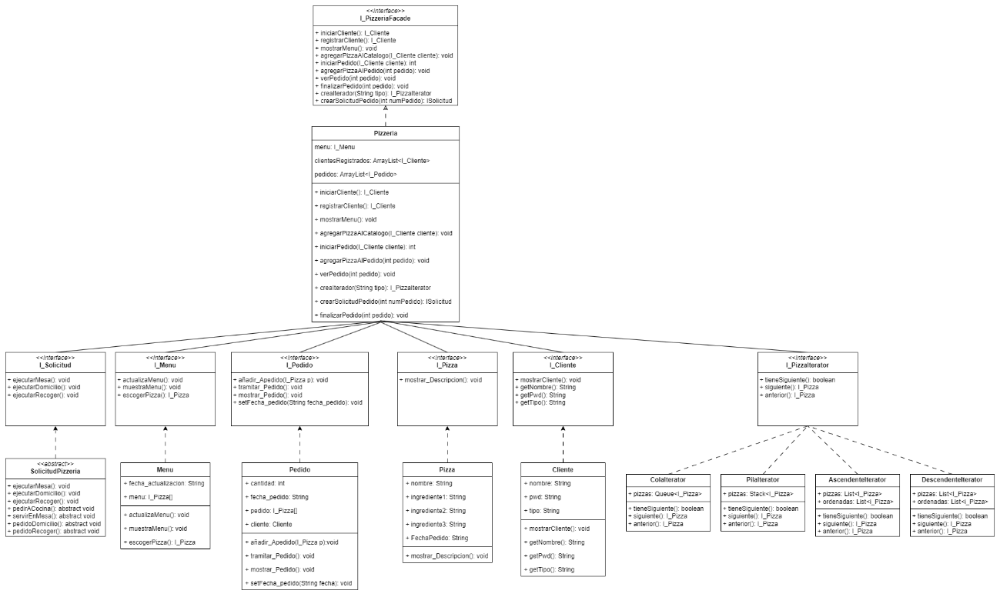 <<interface>>
I_PizzeriaFacade
+ iniciarCliente(): I_Cliente
+ registrarCliente(): I_Cliente
+ mostrarMenu(): void
+ agregarPizzaAlCatalogo(I_Cliente cliente): void
+ iniciarPedido(I_Cliente cliente): int
+ agregarPizzaAlPedido(int pedido): void
+ verPedido(int pedido): void
+ finalizarPedido(int pedido): void
+ crealterador(String tipo): I_PizzaIterator
+ crearSolicitudPedido(int numPedido): ISolicitud
Pizzeria
menu: I_Menu
clientesRegistrados: ArrayList<I_Cliente>
pedidos: ArrayList<I_Pedido>
+ iniciarCliente(): I_Cliente
+ registrarCliente(): I_Cliente
+ mostrarMenu(): void
+ agregarPizzaAlCatalogo(I_Cliente cliente): void
+ iniciarPedido(I_Cliente cliente): int
+ agregarPizzaAlPedido(int pedido): void
+ verPedido(int pedido): void
+ creaIterador(String tipo): I_PizzaIterator
+ crearSolicitudPedido(int numPedido): ISolicitud
+ finalizarPedido(int pedido): void
<<interface>>
I_Solicitud
+ ejecutarMesa(): void
+ ejecutarDomicilio(): void
+ ejecutarRecoger(): void
<<interface>>
I_Menu
+ actualizaMenu(): void
+ muestraMenu(): void
+ escogerPizza(): I_Pizza
<<interface>>
I_Pedido
+ añadir_Apedido(I_Pizza p): void
+ tramitar_Pedido(): void
+ mostrar_Pedido(): void
+ setFecha_pedido(String fecha_pedido): void
<<interface>>
I_Pizza
+ mostrar_Descripcion(): void
<<interface>>
I_Cliente
+ mostrarCliente(): void
+ getNombre(): String
+ getPwd(): String
+ getTipo(): String
<<interface>>
I_PizzaIterator
+ tieneSiguiente(): boolean
+ siguiente(): I_Pizza
+ anterior(): I_Pizza
<<abstract>>
SolicitudPizzeria
+ ejecutarMesa(): void
+ ejecutarDomicilio(): void
+ ejecutarRecoger(): void
+ pedirACocina(): abstract void
+ servirEnMesa(): abstract void
+ pedidoDomicilio(): abstract void
+ pedidoRecoger(): abstract void
Menu
+ fecha_actualizacion: String
+ menu: I_Pizza[]
+ actualizaMenu(): void
+ muestraMenu(): void
+ escogerPizza(): I_Pizza
Pedido
+ cantidad: int
+ fecha_pedido: String
+ pedido: I_Pizza[]
+ cliente: Cliente
+ añadir_Apedido(I_Pizza p):void
+ tramitar_Pedido(): void
+ mostrar_Pedido(): void
+ setFecha_pedido(String fecha): void
Pizza
+ nombre: String
+ ingrediente1: String
+ ingrediente2: String
+ ingrediente3: String
+ FechaPedido: String
+ mostrar_Descripcion(): void
Cliente
+ nombre: String
+ pwd: String
+ tipo: String
+ mostrarCliente(): void
+ getNombre(): String
+ getPwd(): String
+ getTipo(): String
ColaIterator
+ pizzas: Queue<I_Pizza>
+ tieneSiguiente(): boolean
+ siguiente(): I_Pizza
+ anterior(): I_Pizza
PilaIterator
+ pizzas: Stack<I_Pizza>
+ tieneSiguiente(): boolean
+ siguiente(): I_Pizza
+ anterior(): I_Pizza
AscendenteIterator
+ pizzas: List<I_Pizza>
+ ordenadas: List<I_Pizza>
+ tieneSiguiente(): boolean
+ siguiente(): I_Pizza
+ anterior(): I_Pizza
DescendenteIterator
+ pizzas: List<I_Pizza>
+ ordenadas: List<I_Pizza>
+ tieneSiguiente(): boolean
+ siguiente(): I_Pizza
+ anterior(): I_Pizza